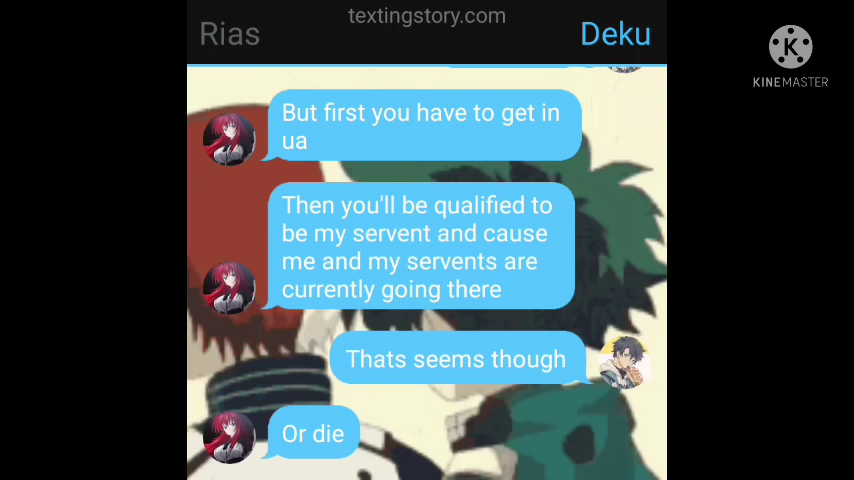 textingstory.com
Rias
Deku
K
KINEMASTER
But first you have to get in
ua
Then you'll be qualified to
be my servent and cause
me and my servents are
currently going there
Thats seems though
Or die